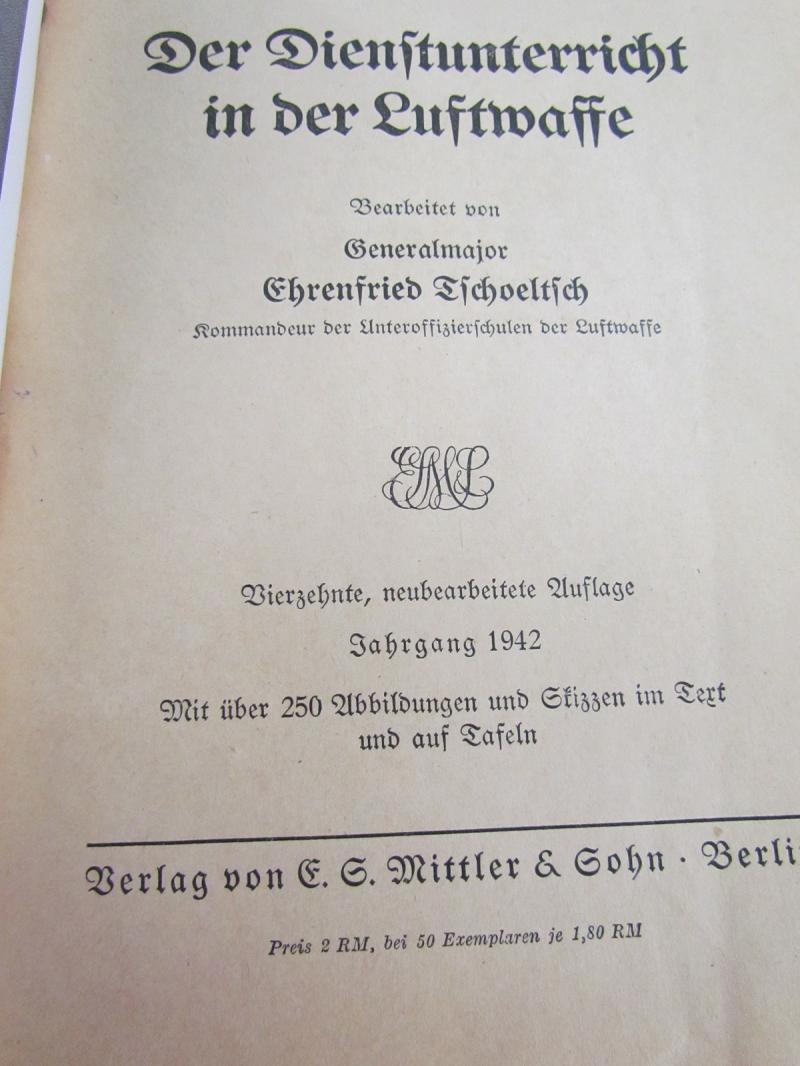 Der Dienstunterricht
in der Luftwaffe
Bearbeitet von
Generalmajor
Ehrenfried Tschoeltsch
Kommandeur der Unteroffizierschulen der Luftwaffe
Vierzehnte, neubearbeitete Auflage
Jahrgang 1942
Mit über 250 Abbildungen und Skizzen im Text
und auf Tafeln
Verlag von E. S. Mittler & Sohn · Berli
Preis 2 RM, bei 50 Exemplaren je 1,80 RM